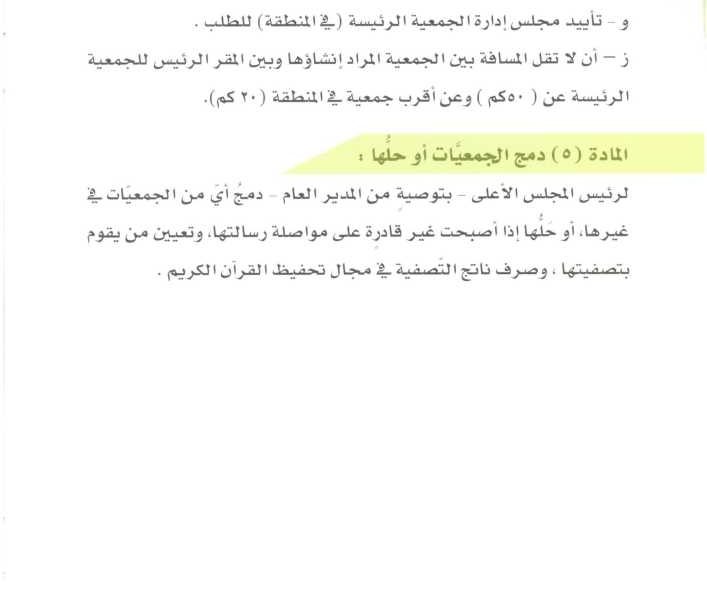 و – تأييد مجلس إدارة الجمعية الرئيسة (في المنطقة) للطلب .
ز – أن لا تقل المسافة بين الجمعية المراد إنشاؤها وبين المقر الرئيس للجمعية
الرئيسة عن ( ٥٠كم ) وعن أقرب جمعية في المنطقة (٢٠ كم).
المادة (٥) دمج الجمعيَّات أو حلُّها :
لرئيس المجلس الأعلى – بتوصيةٍ من المدير العام – دمجُ أيَ من الجمعيَات في
غيرها، أو حَلُّها إذا أصبحت غير قادرة على مواصلة رسالتها، وتعيين من يقوم
بتصفيتها ، وصرف ناتج التَصفية في مجال تحفيظ القرآن الكريم .